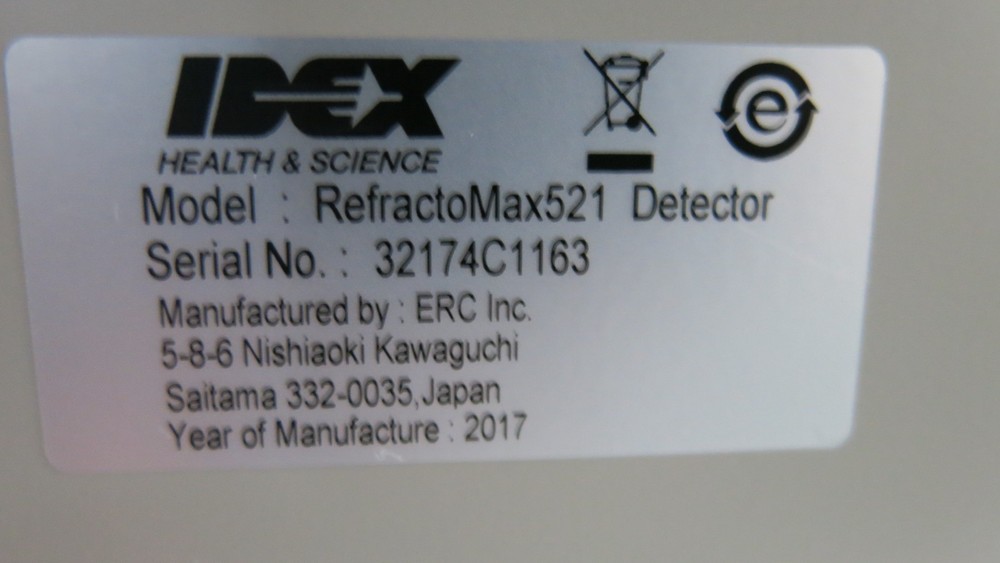 IDEX
HEALTH & SCIENCE
e
Model : RefractoMax521 Detector
Serial No. : 32174C1163
Manufactured by : ERC Inc.
5-8-6 Nishiaoki Kawaguchi
Saitama 332-0035,Japan
Year of Manufacture : 2017